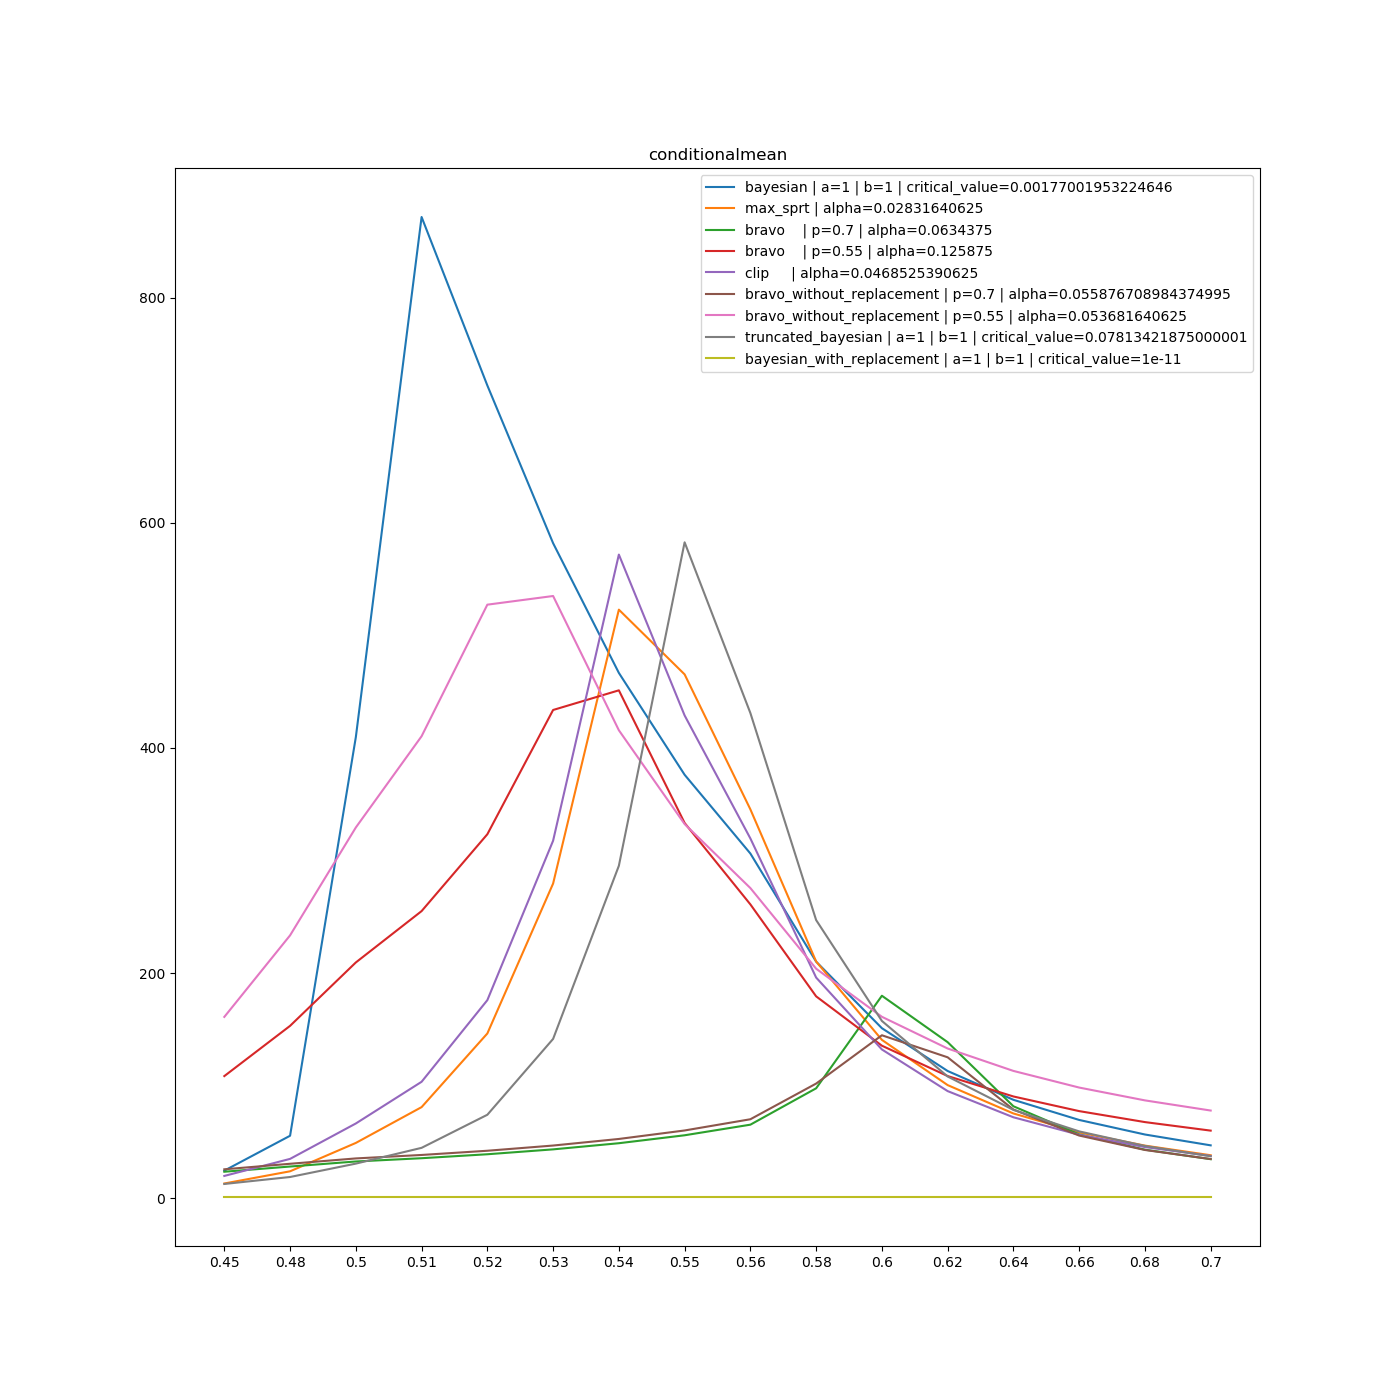 conditionalmean
bayesian | a=1 | b=1 | critical_value=0.00177001953224646
max_sprt | alpha=0.02831640625
bravo    | p=0.7 | alpha=0.0634375
bravo    | p=0.55 | alpha=0.125875
clip     | alpha=0.0468525390625
bravo_without_replacement | p=0.7 | alpha=0.055876708984374995
bravo_without_replacement | p=0.55 | alpha=0.053681640625
truncated_bayesian | a=1 | b=1 | critical_value=0.07813421875000001
bayesian_with_replacement | a=1 | b=1 | critical_value=1e-11
800
600
400
200
0
0.45 0.48 0.5 0.51 0.52 0.53 0.54 0.55 0.56 0.58 0.6 0.62 0.64 0.66 0.68 0.7